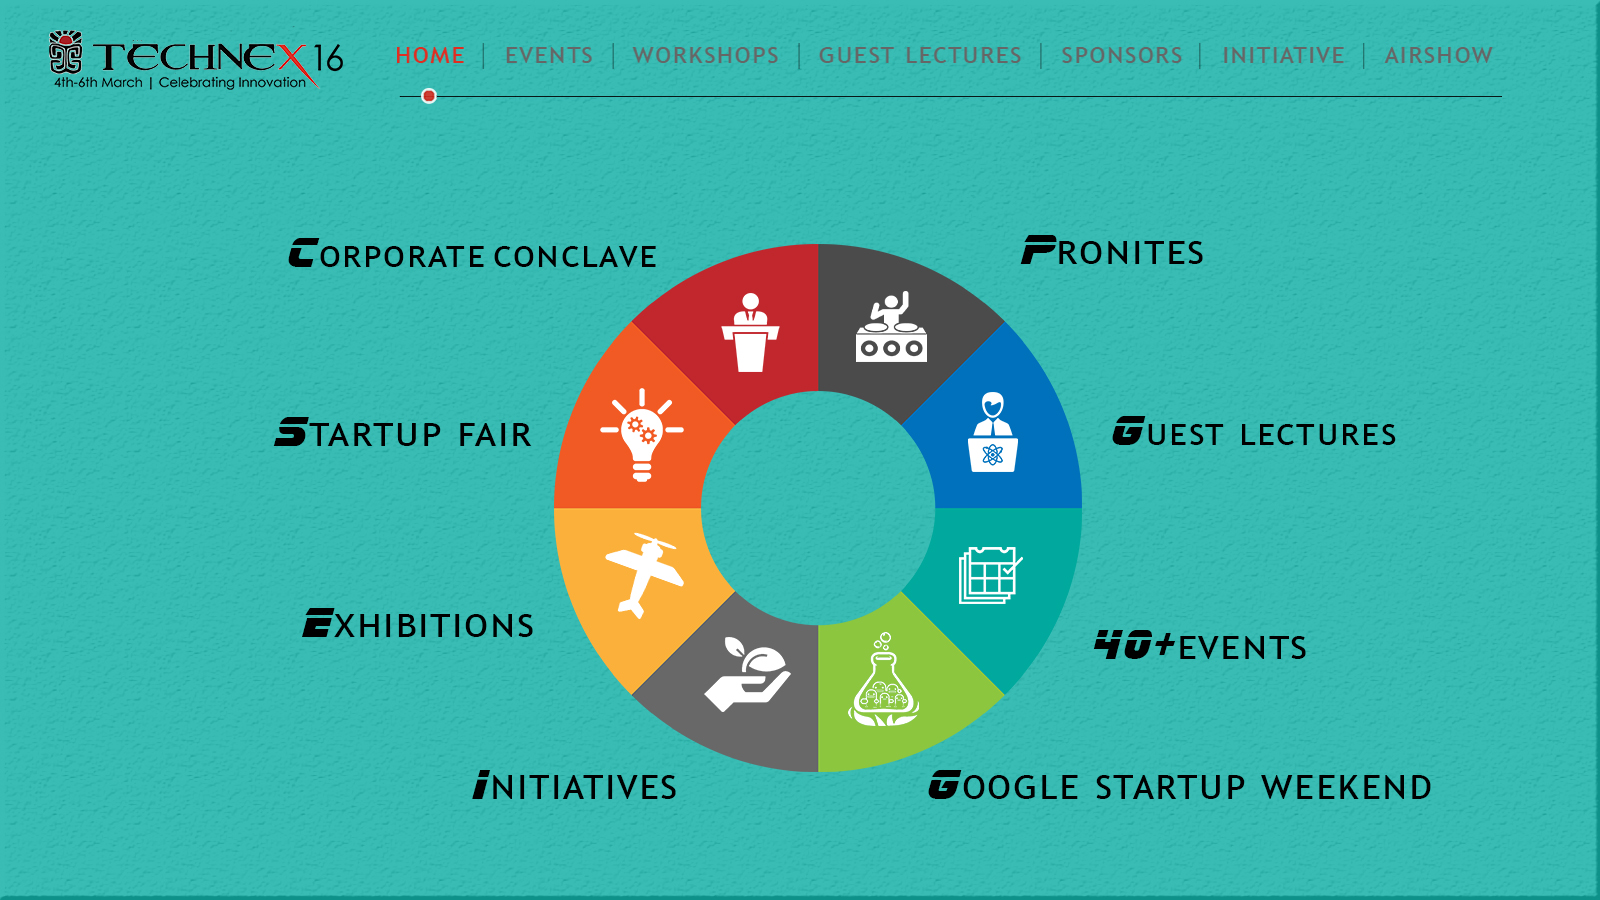 TECHNEX 16
4th-6th March | Celebrating Innovation
HOME | EVENTS | WORKSHOPS | GUEST LECTURES | SPONSORS | INITIATIVE | AIRSHOW
CORPORATE CONCLAVE
PRONITES
STARTUP FAIR
GUEST LECTURES
EXHIBITIONS
40+EVENTS
INITIATIVES
GOOGLE STARTUP WEEKEND